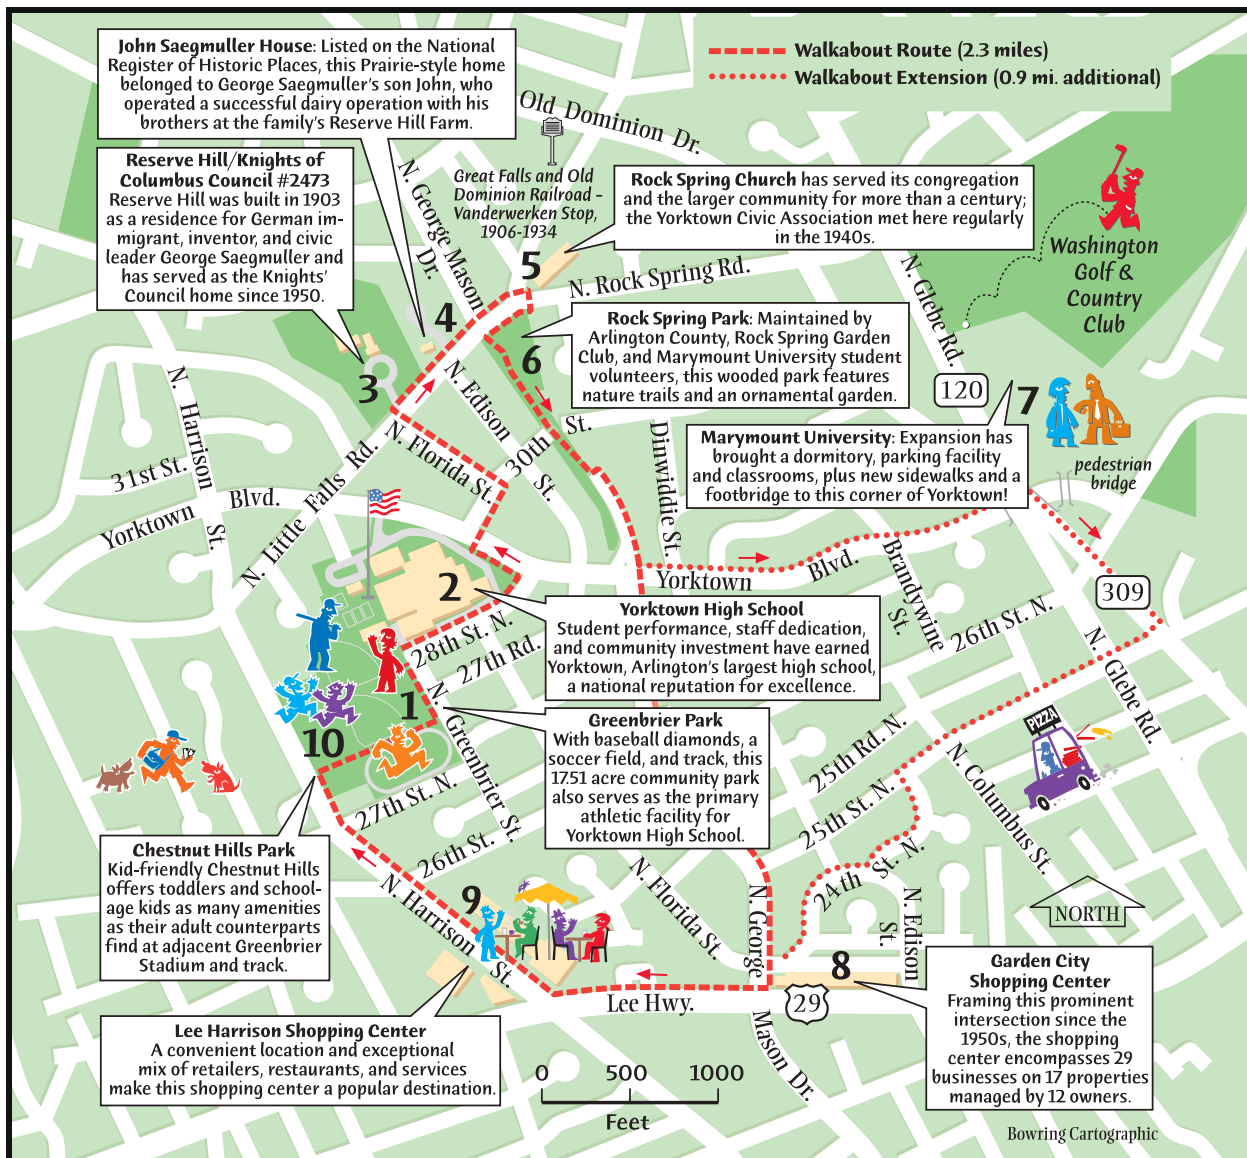 John Saegmuller House: Listed on the National
Register of Historic Places, this Prairie-style home
belonged to George Saegmuller's son John, who
operated a successful dairy operation with his
brothers at the family's Reserve Hill Farm.
Walkabout Route (2.3 miles)
Walkabout Extension (0.9 mi. additional)
Old Dominion Dr.
Reserve Hill/Knights of
Columbus Council #2473
Reserve Hill was built in 1903
as a residence for German im-
migrant, inventor, and civic
leader George Saegmuller and
has served as the Knights'
Council home since 1950.
N. George Mason
Dr.
Great Falls and Old
Dominion Railroad –
Vanderwerken Stop,
1906-1934
Rock Spring Church has served its congregation
and the larger community for more than a century;
the Yorktown Civic Association met here regularly
in the 1940s.
Washington
Golf &
Country
Club
5
N. Rock Spring Rd.
N. Glebe Rd.
4
Rock Spring Park: Maintained by
Arlington County, Rock Spring Garden
Club, and Marymount University student
volunteers, this wooded park features
nature trails and an ornamental garden.
6
3
120
7
N. Harrison
St.
N. Edison
St.
30th St.
N. Florida St.
Dinwiddie St.
Marymount University: Expansion has
brought a dormitory, parking facility
and classrooms, plus new sidewalks and a
footbridge to this corner of Yorktown!
pedestrian
bridge
31st St.
Yorktown Blvd.
N. Little Falls Rd.
Yorktown Blvd.
Brandywine
St.
309
2
Yorktown High School
Student performance, staff dedication,
and community investment have earned
Yorktown, Arlington's largest high school,
a national reputation for excellence.
26th St. N.
N. Glebe Rd.
28th St. N.
27th Rd.
N. Greenbrier St.
1
Greenbrier Park
With baseball diamonds, a
soccer field, and track, this
17.51 acre community park
also serves as the primary
athletic facility for
Yorktown High School.
10
PIZZA
25th Rd. N.
25th St. N.
N. Columbus St.
27th St. N.
26th St.
Chestnut Hills Park
Kid-friendly Chestnut Hills
offers toddlers and school-
age kids as many amenities
as their adult counterparts
find at adjacent Greenbrier
Stadium and track.
N. Harrison St.
9
N. Florida St.
N. George
Mason Dr.
24th St. N.
N. Edison
St.
NORTH
8
29
Lee Hwy.
Garden City
Shopping Center
Framing this prominent
intersection since the
1950s, the shopping
center encompasses 29
businesses on 17 properties
managed by 12 owners.
Lee Harrison Shopping Center
A convenient location and exceptional
mix of retailers, restaurants, and services
make this shopping center a popular destination.
0 500 1000
Feet
Bowring Cartographic